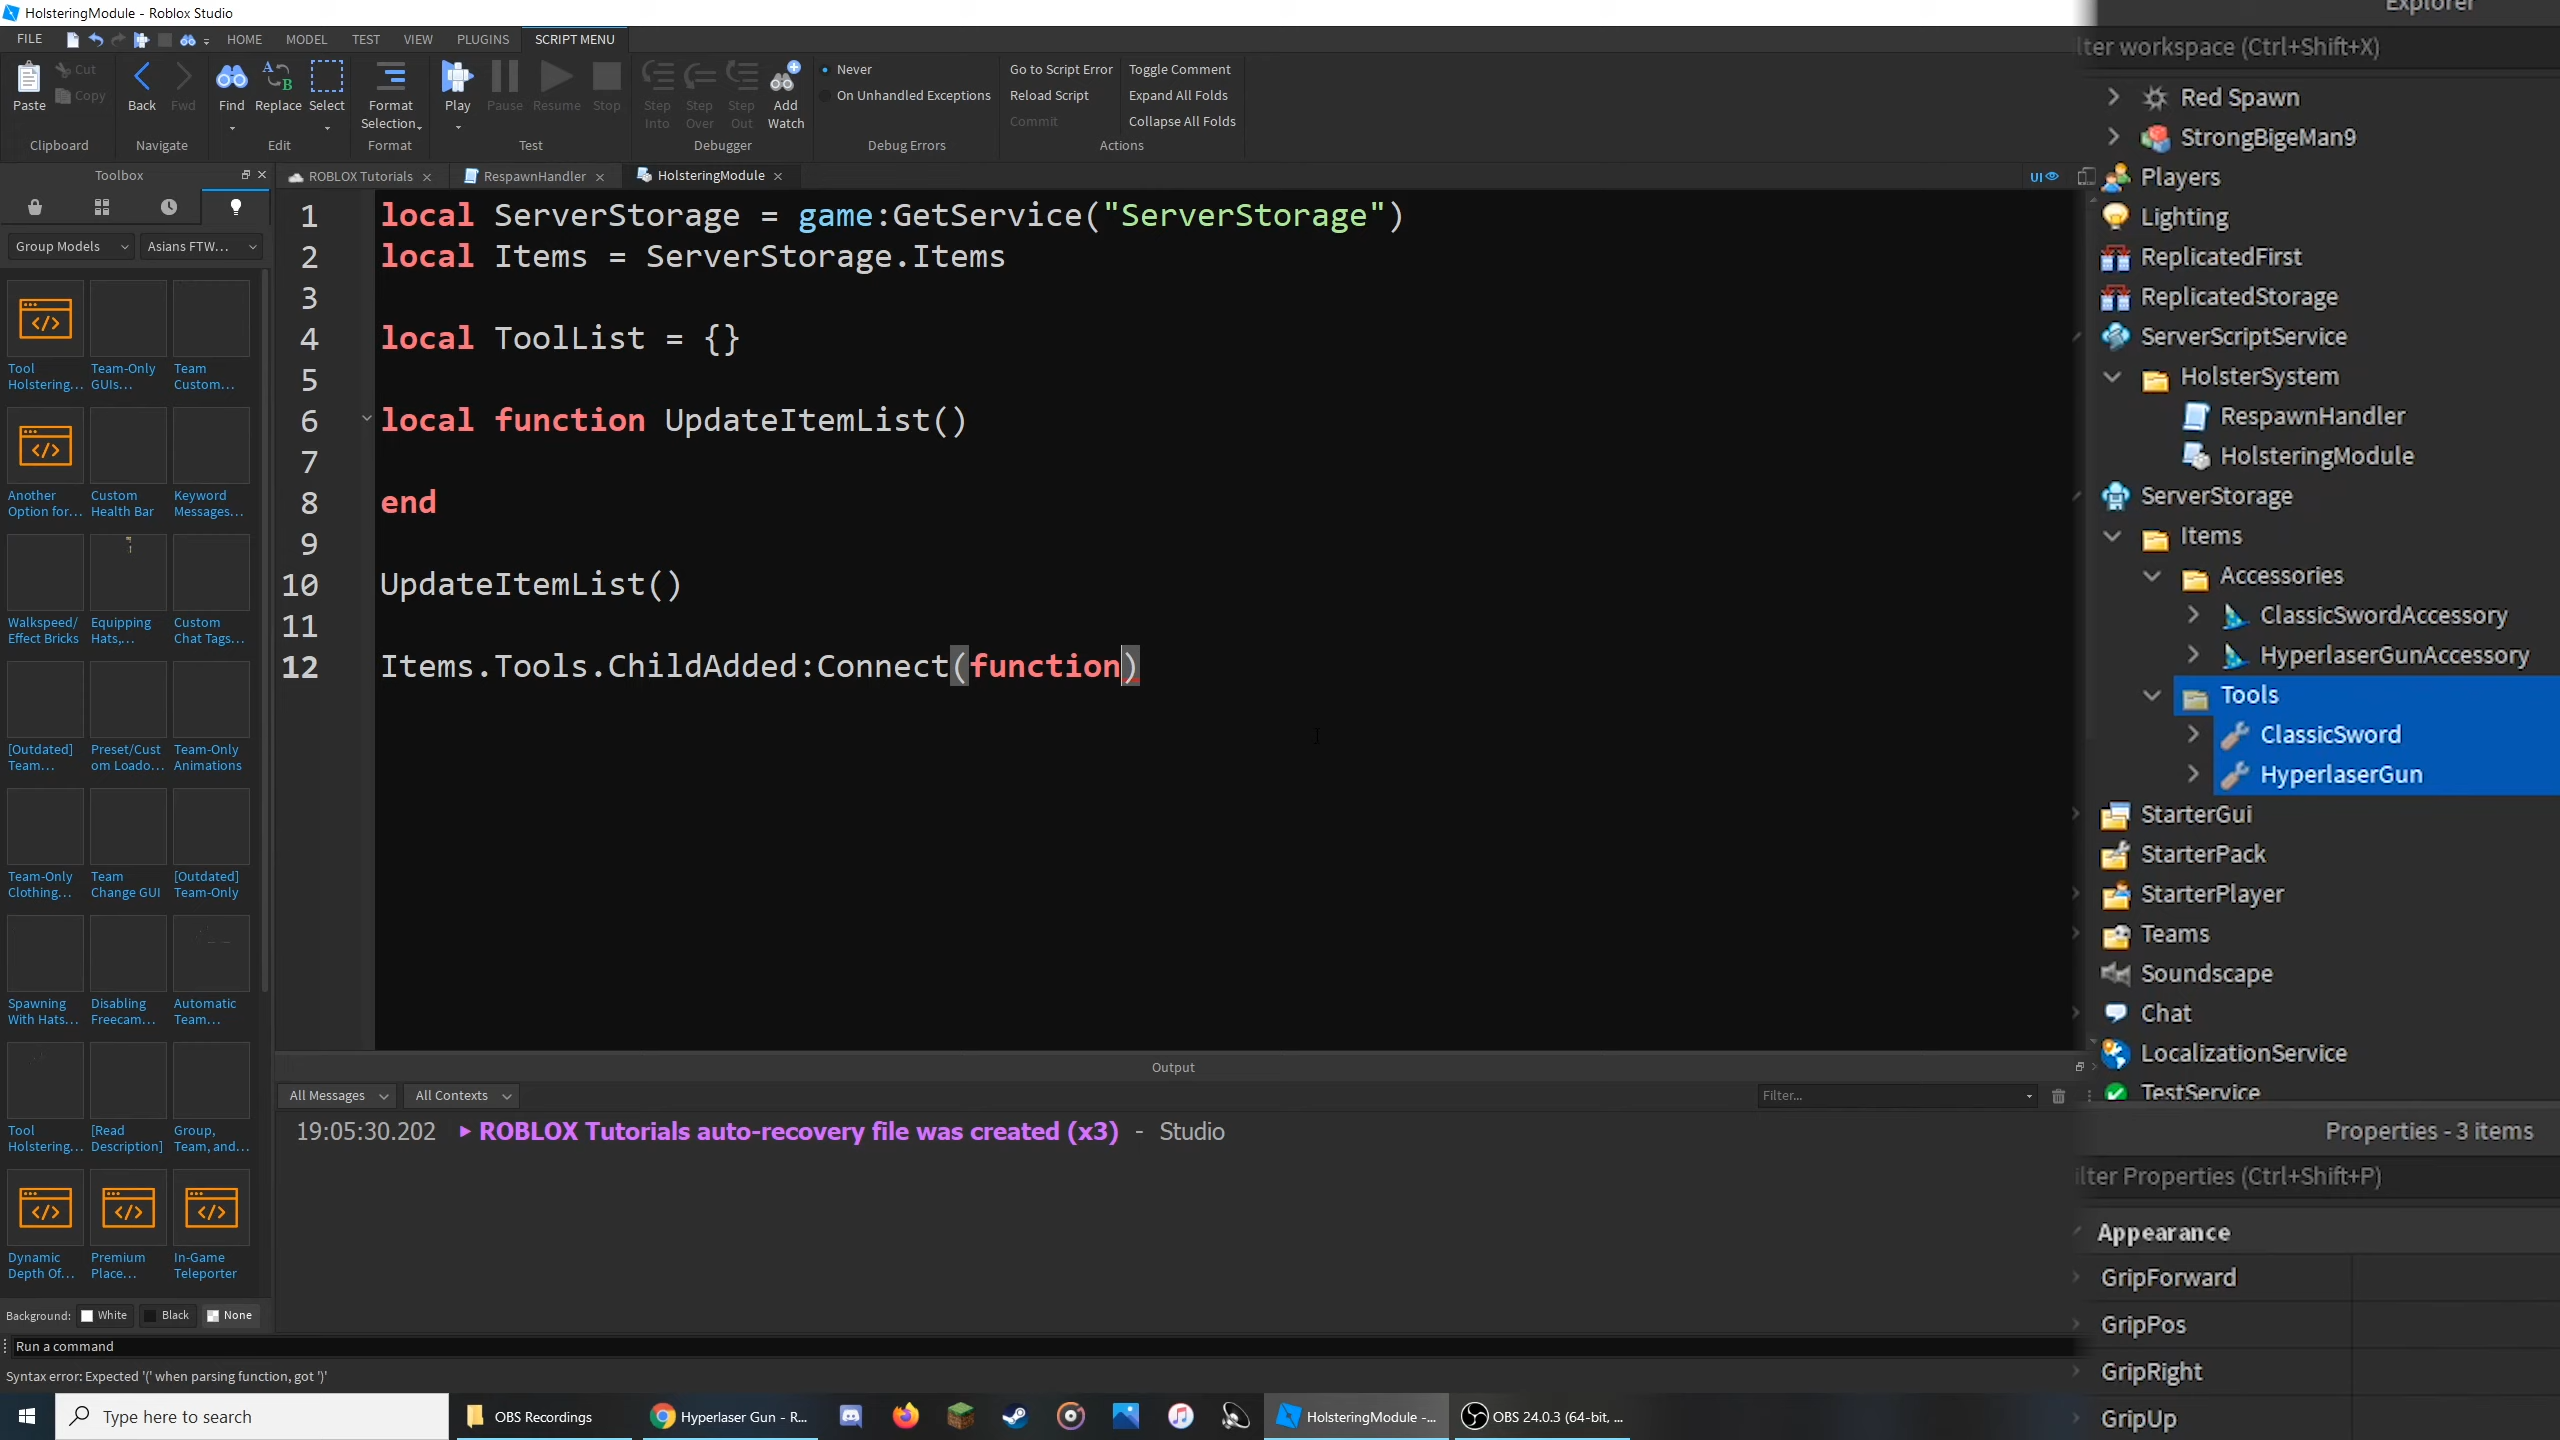 HolsteringModule - Roblox Studio
FILE HOME MODEL TEST VIEW PLUGINS SCRIPT MENU
Paste Cut Copy
Clipboard
Back Fwd
Navigate
Find Replace Select
Edit
Format Selection
Format
Play Pause Resume Stop
Test
Step Into Step Over Step Out Add Watch
Debugger
Never
On Unhandled Exceptions
Debug Errors
Go to Script Error Toggle Comment
Reload Script Expand All Folds
Commit Collapse All Folds
Actions
Toolbox
Group Models Asians FTW...
Tool Holstering... Team-Only GUIs... Team Custom...
Another Option for... Custom Health Bar Keyword Messages...
Walkspeed/ Effect Bricks Equipping Hats,... Custom Chat Tags...
[Outdated] Team... Preset/Cust om Loado... Team-Only Animations
Team-Only Clothing... Team Change GUI [Outdated] Team-Only
Spawning With Hats... Disabling Freecam... Automatic Team...
Tool Holstering... [Read Description] Group, Team, and...
Dynamic Depth Of... Premium Place... In-Game Teleporter
Background: White Black None
ROBLOX Tutorials RespawnHandler HolsteringModule
UI
1 local ServerStorage = game:GetService("ServerStorage")
2 local Items = ServerStorage.Items
3
4 local ToolList = {}
5
6 local function UpdateItemList()
7
8 end
9
10 UpdateItemList()
11
12 Items.Tools.ChildAdded:Connect(function)
Output
All Messages All Contexts Filter...
19:05:30.202 ROBLOX Tutorials auto-recovery file was created (x3) - Studio
Explorer
lter workspace (Ctrl+Shift+X)
Red Spawn
StrongBigeMan9
Players
Lighting
ReplicatedFirst
ReplicatedStorage
ServerScriptService
HolsterSystem
RespawnHandler
HolsteringModule
ServerStorage
Items
Accessories
ClassicSwordAccessory
HyperlaserGunAccessory
Tools
ClassicSword
HyperlaserGun
StarterGui
StarterPack
StarterPlayer
Teams
Soundscape
Chat
LocalizationService
TestService
Properties - 3 items
ilter Properties (Ctrl+Shift+P)
Appearance
GripForward
GripPos
GripRight
GripUp
Run a command
Syntax error: Expected '(' when parsing function, got ')'
Type here to search OBS Recordings Hyperlaser Gun - R... HolsteringModule -... OBS 24.0.3 (64-bit, ...